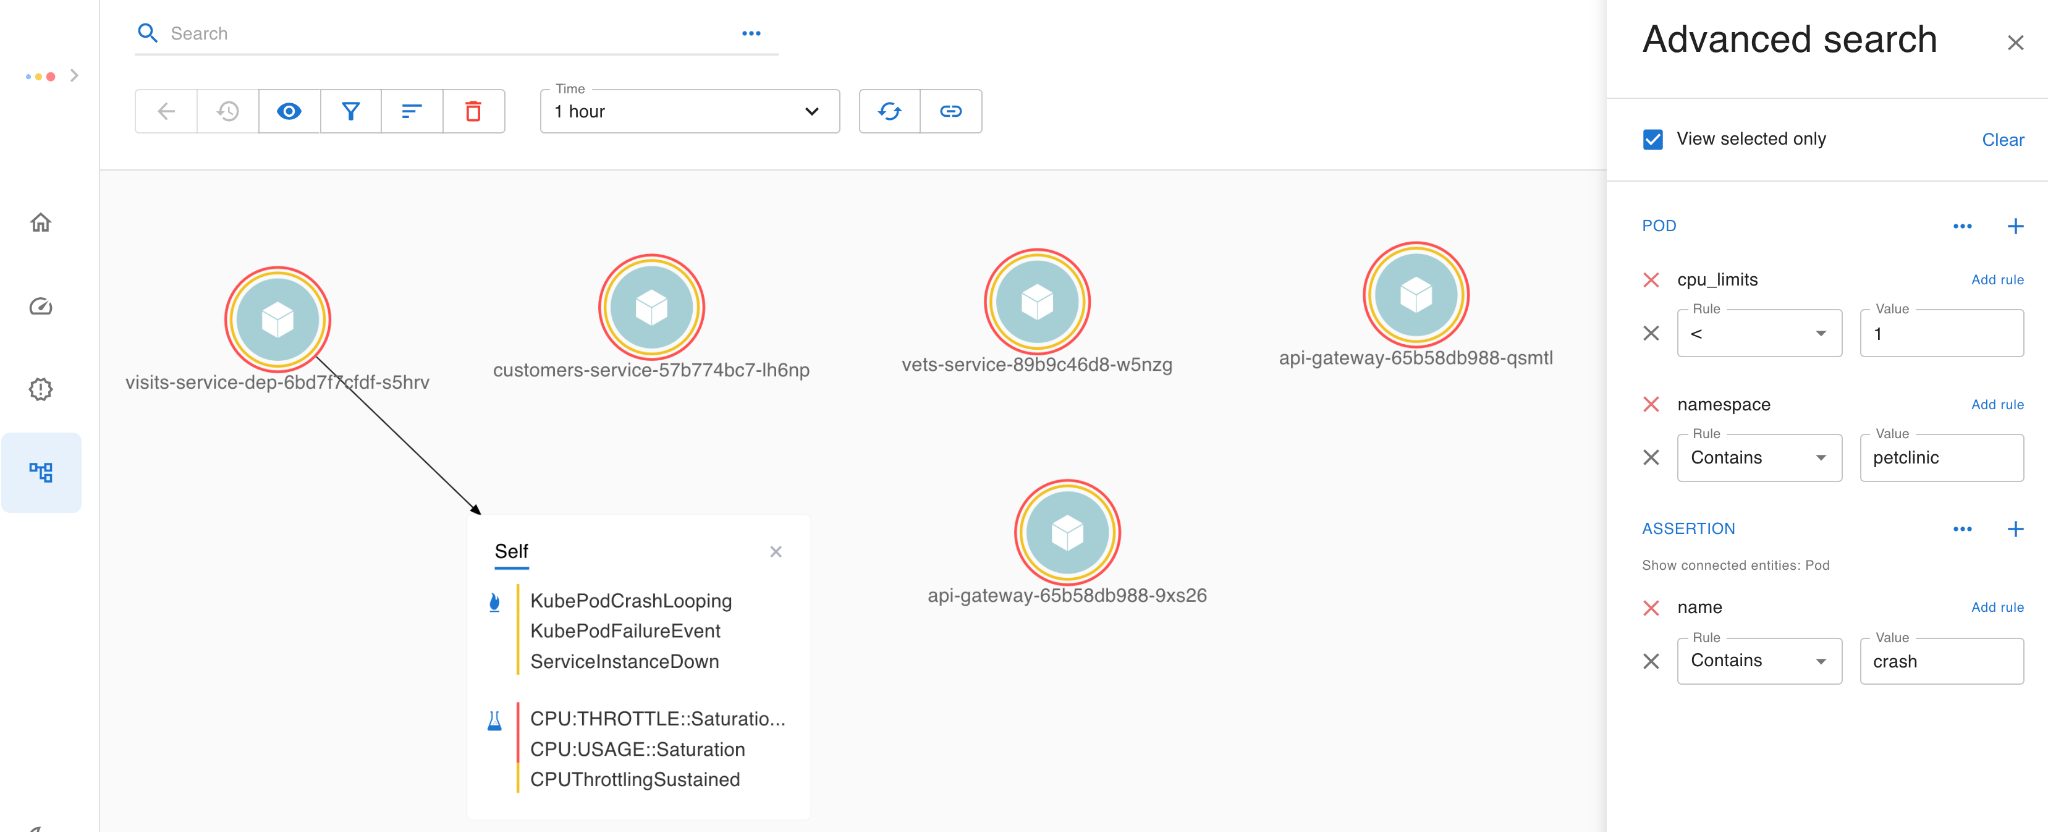 Search
Time
1 hour
visits-service-dep-6bd7f7cfdf-s5hrv
customers-service-57b774bc7-lh6np
vets-service-89b9c46d8-w5nzg
api-gateway-65b58db988-qsmtl
api-gateway-65b58db988-9xs26
Self
KubePodCrashLooping
KubePodFailureEvent
ServiceInstanceDown
CPU:THROTTLE::Saturatio...
CPU:USAGE::Saturation
CPUThrottlingSustained
Advanced search
View selected only Clear
POD
cpu_limits Add rule
Rule Value
< 1
namespace Add rule
Rule Value
Contains petclinic
ASSERTION
Show connected entities: Pod
name Add rule
Rule Value
Contains crash